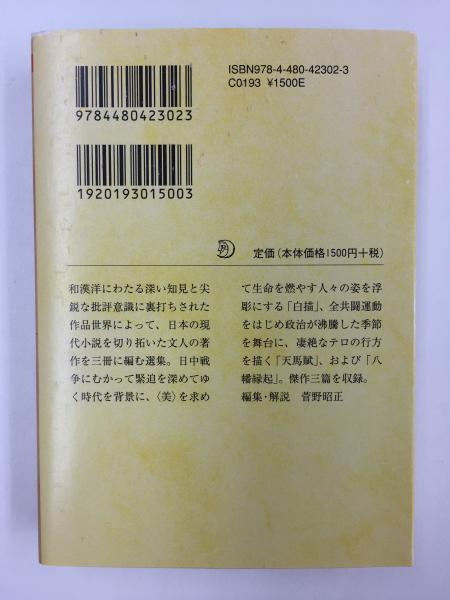 ISBN978-4-480-42302-3
C0193 ¥1500E
9784480423023
1920193015003
定価(本体価格1500円+税)
和漢洋にわたる深い知見と尖
鋭な批評意識に裏打ちされた
作品世界によって、日本の現
代小説を切り拓いた文人の著
作を三冊に編む選集。日中戦
争にむかって緊迫を深めてゆ
く時代を背景に、〈美〉を求め
て生命を燃やす人々の姿を浮
彫にする「白描」、全共闘運動
をはじめ政治が沸騰した季節
を舞台に、凄絶なテロの行方
を描く「天馬賦」、および「八
幡縁起」。傑作三篇を収録。
編集・解説 菅野昭正